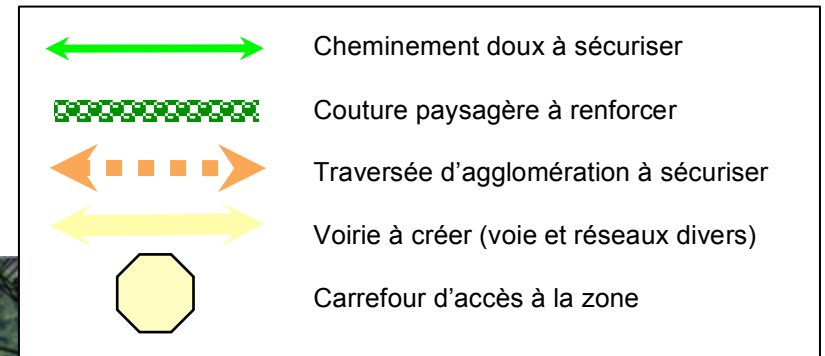 Cheminement doux à sécuriser
Couture paysagère à renforcer
Traversée d'agglomération à sécuriser
Voirie à créer (voie et réseaux divers)
Carrefour d'accès à la zone